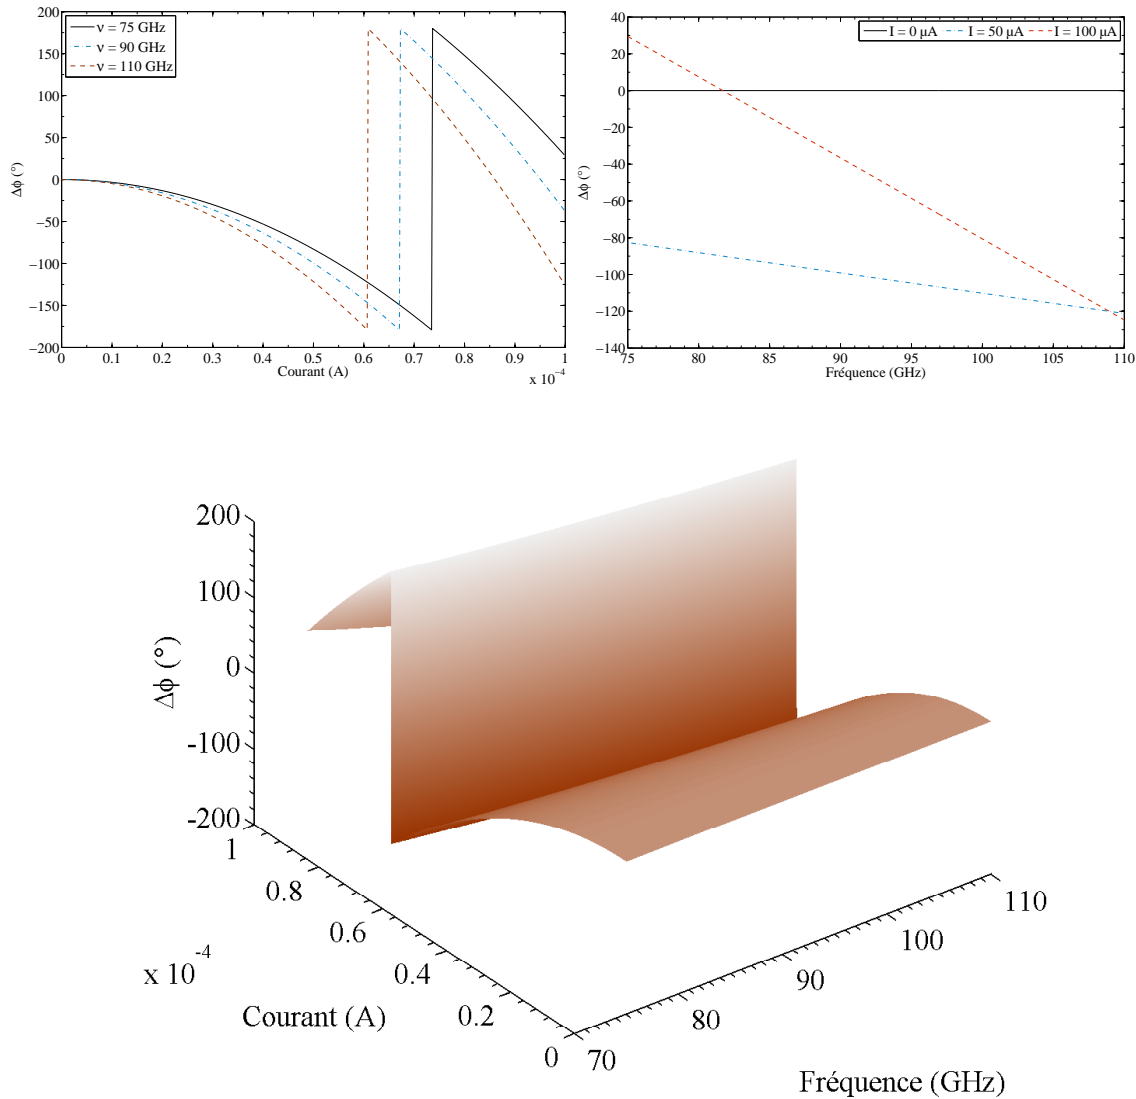 ν = 75 GHz
ν = 90 GHz
ν = 110 GHz
200
150
100
50
0
−50
−100
−150
−200
Δϕ (°)
0 0.1 0.2 0.3 0.4 0.5 0.6 0.7 0.8 0.9 1
Courant (A)
x 10−4
I = 0 μA I = 50 μA I = 100 μA
40
20
0
−20
−40
−60
−80
−100
−120
−140
Δϕ (°)
75 80 85 90 95 100 105 110
Fréquence (GHz)
200
100
0
-100
-200
Δϕ (°)
1
0.8
0.6
0.4
0.2
0
x 10-4
Courant (A)
70
80
90
100
110
Fréquence (GHz)